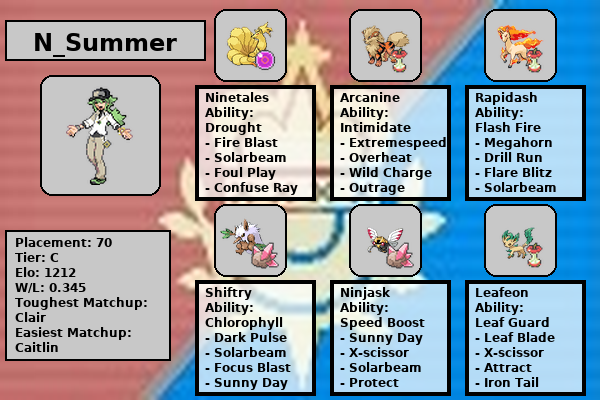 N_Summer
Placement: 70
Tier: C
Elo: 1212
W/L: 0.345
Toughest Matchup:
Clair
Easiest Matchup:
Caitlin
Ninetales
Ability:
Drought
- Fire Blast
- Solarbeam
- Foul Play
- Confuse Ray
Arcanine
Ability:
Intimidate
- Extremespeed
- Overheat
- Wild Charge
- Outrage
Rapidash
Ability:
Flash Fire
- Megahorn
- Drill Run
- Flare Blitz
- Solarbeam
Shiftry
Ability:
Chlorophyll
- Dark Pulse
- Solarbeam
- Focus Blast
- Sunny Day
Ninjask
Ability:
Speed Boost
- Sunny Day
- X-scissor
- Solarbeam
- Protect
Leafeon
Ability:
Leaf Guard
- Leaf Blade
- X-scissor
- Attract
- Iron Tail